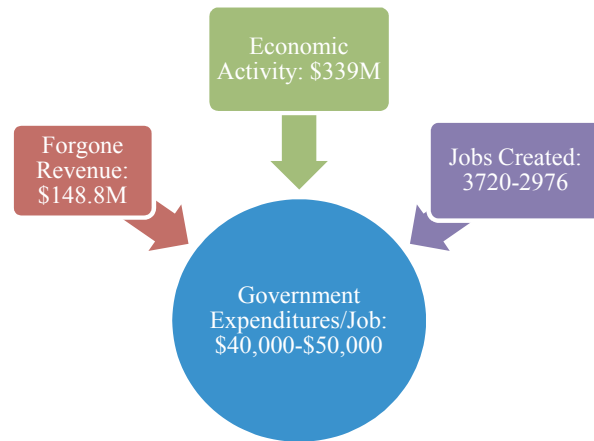 Economic
Activity: $339M
Forgone
Revenue:
$148.8M
Jobs Created:
3720-2976
Government
Expenditures/Job:
$40,000-$50,000